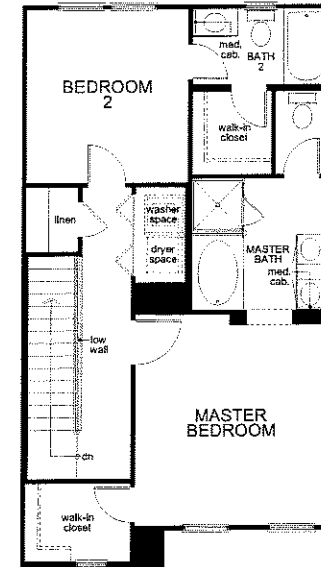 med.
cab.
BATH
2
BEDROOM
2
walk-in
closet
linen
washer
space
dryer
space
MASTER
BATH
med.
cab.
low
wall
MASTER
BEDROOM
dn
walk-in
closet